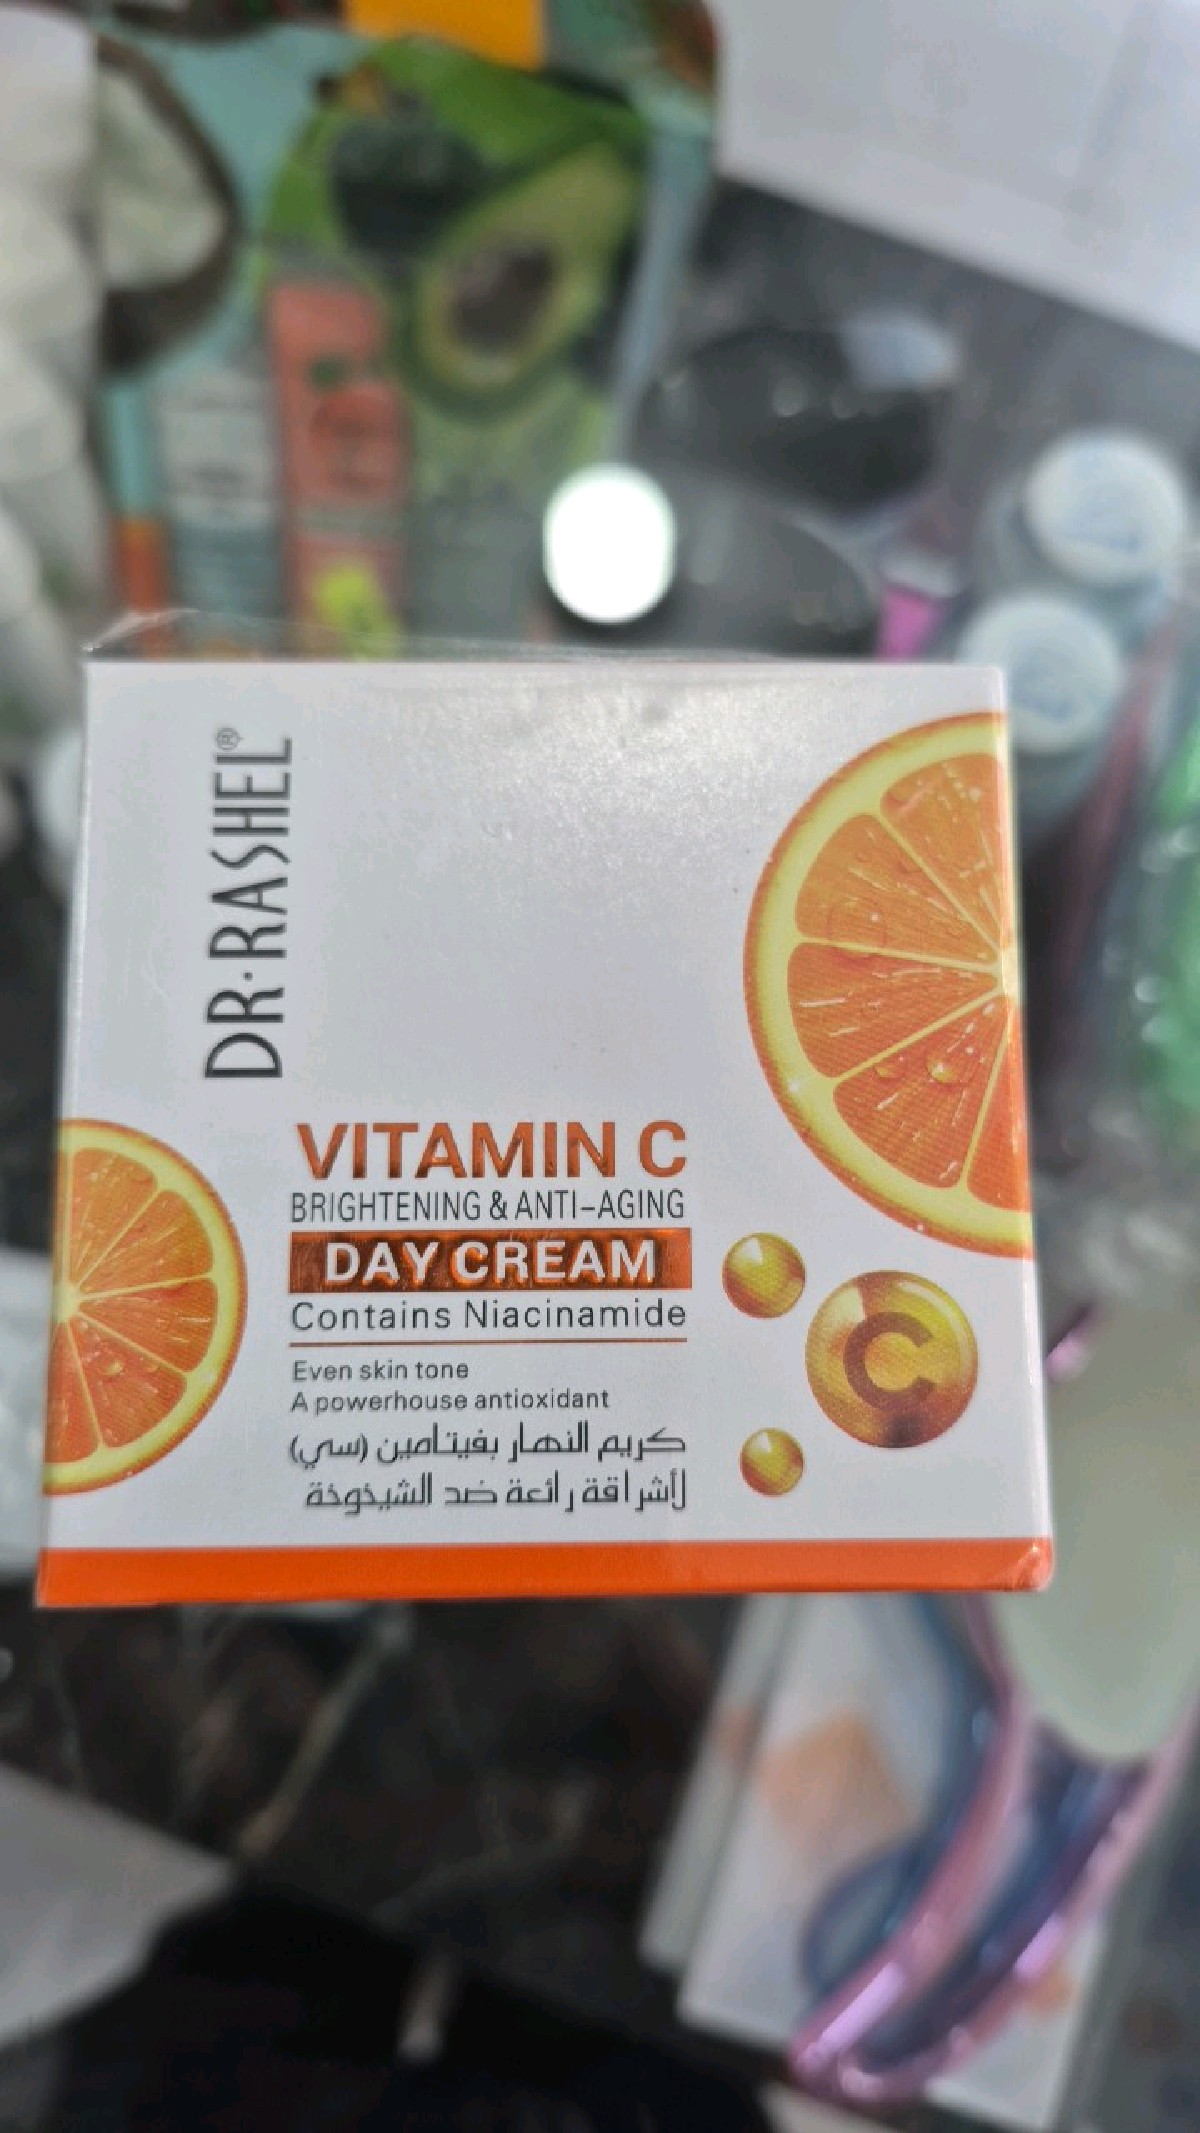 DR·RASHEL®
VITAMIN C
BRIGHTENING & ANTI-AGING
DAY CREAM
Contains Niacinamide
Even skin tone
A powerhouse antioxidant
كريم النهار بفيتامين (سي)
لأشراقة رائعة ضد الشيخوخة
C